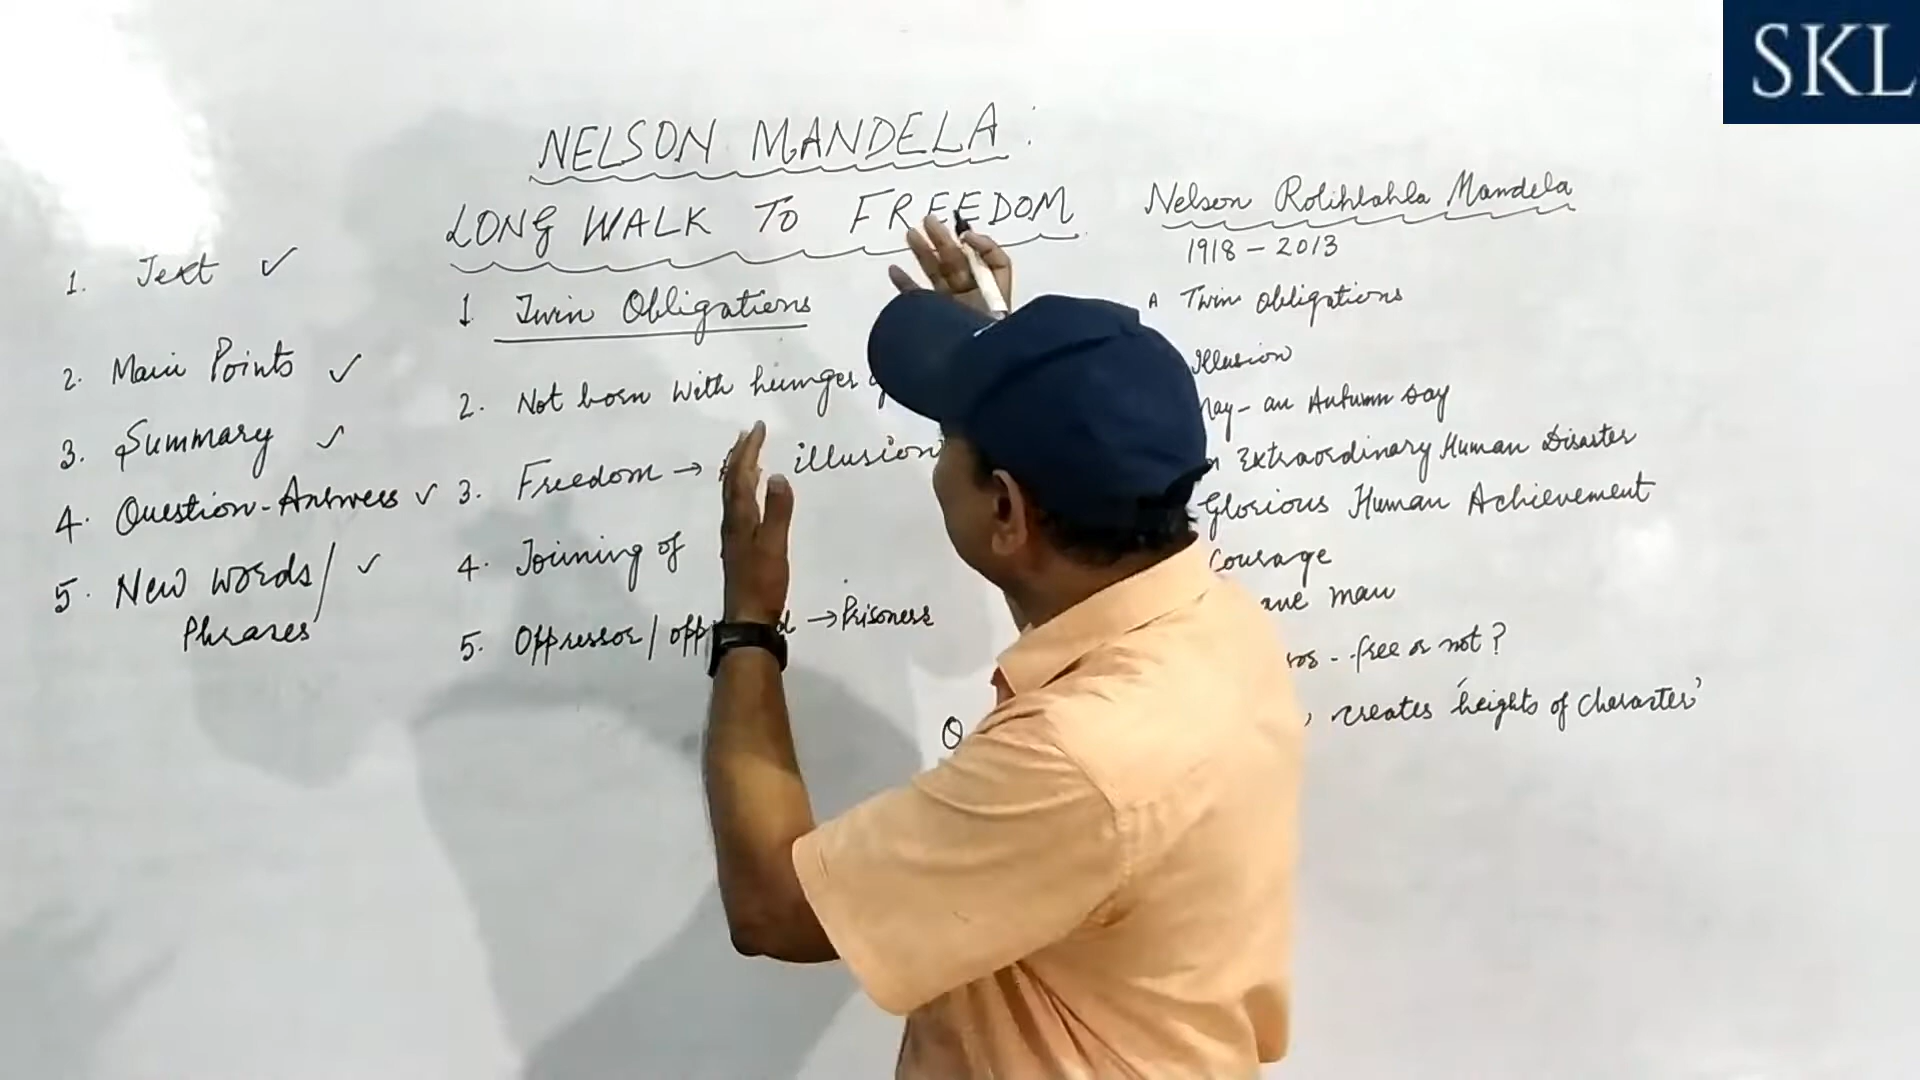 SKL
NELSON MANDELA :
LONG WALK TO FREEDOM
1. Text ✓
2. Main Points ✓
3. Summary ✓
4. Question-Answers ✓
5. New words/ ✓
Phrases
1 Twin Obligations
2. Not born with hunger
3. Freedom → illusion
4. Joining of
5. Oppressor/ → Prisoners
Nelson Rolihlahla Mandela
1918 - 2013
A Twin obligations
illusion
May - an Autumn Day
Extraordinary Human Disaster
Glorious Human Achievement
Courage
man
- free or not?
, creates 'heights of character'